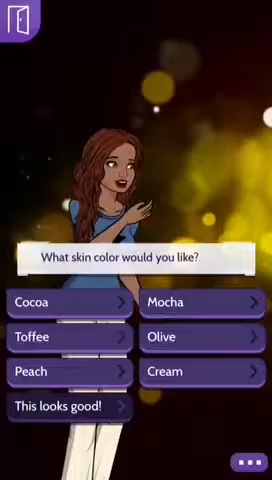 What skin color would you like?
Cocoa
Mocha
Toffee
Olive
Peach
Cream
This looks good!